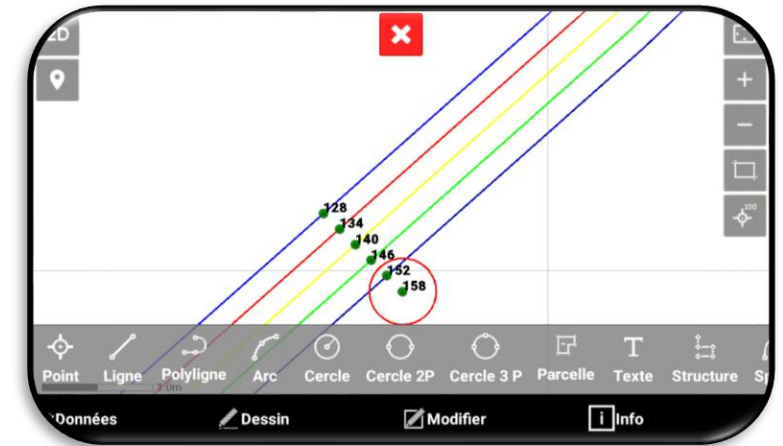 2D
128
134
140
146
152
158
100
Point Ligne Polyligne Arc Cercle Cercle 2P Cercle 3 P Parcelle Texte Structure
Données Dessin Modifier Info